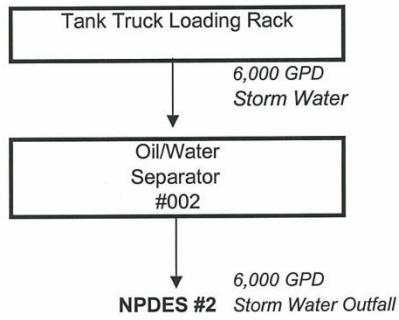 Tank Truck Loading Rack
6,000 GPD
Storm Water
Oil/Water
Separator
#002
6,000 GPD
NPDES #2 Storm Water Outfall